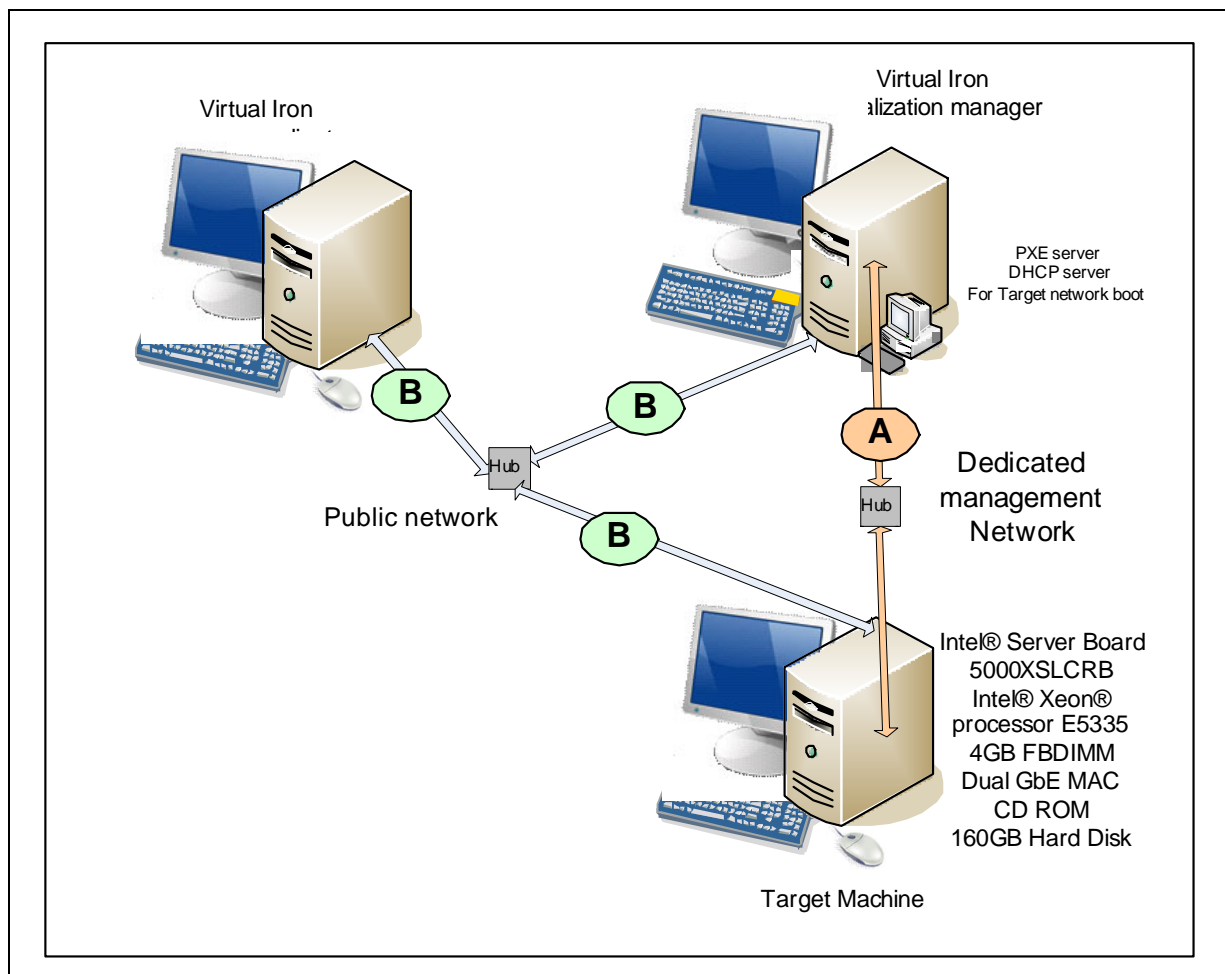 Virtual Iron
Virtual Iron
alization manager
PXE server
DHCP server
For Target network boot
B
B
A
Hub
Dedicated
management
Network
Hub
Public network
B
Intel® Server Board
5000XSLCRB
Intel® Xeon®
processor E5335
4GB FBDIMM
Dual GbE MAC
CD ROM
160GB Hard Disk
Target Machine